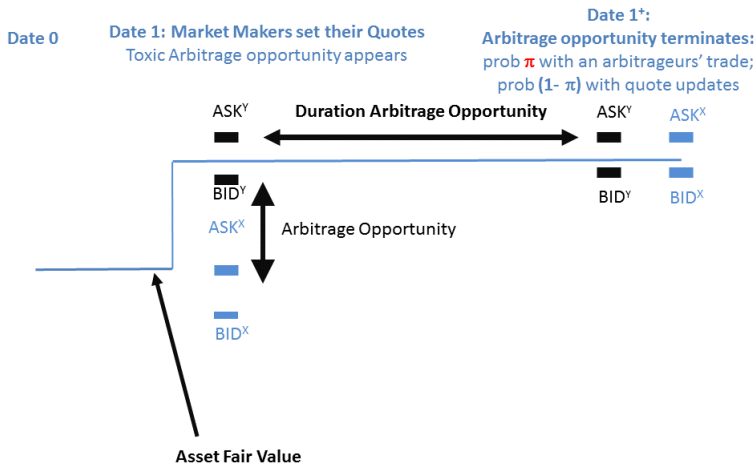 Date 0
Date 1: Market Makers set their Quotes
Toxic Arbitrage opportunity appears
Date 1⁺:
Arbitrage opportunity terminates:
prob π with an arbitrageurs' trade;
prob (1- π) with quote updates
ASKʸ
Duration Arbitrage Opportunity
ASKʸ
ASKˣ
BIDʸ
BIDʸ
BIDˣ
ASKˣ
Arbitrage Opportunity
BIDˣ
Asset Fair Value